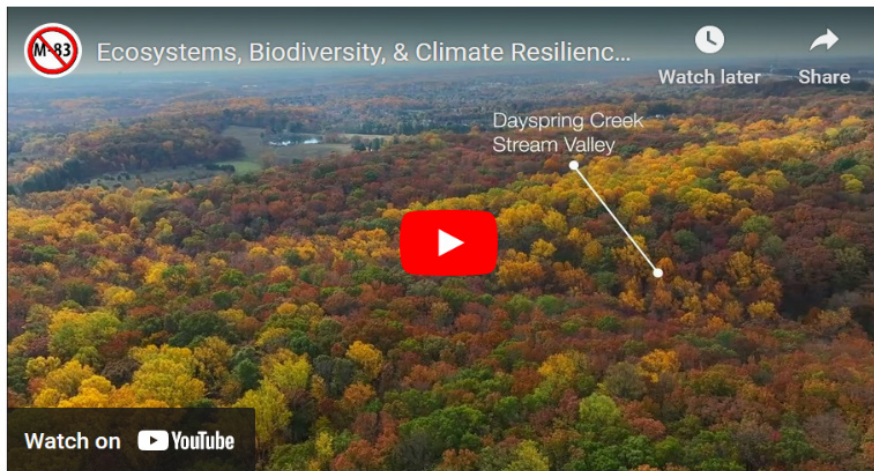 M-83
Ecosystems, Biodiversity, & Climate Resilienc...
Watch later
Share
Dayspring Creek
Stream Valley
Watch on YouTube